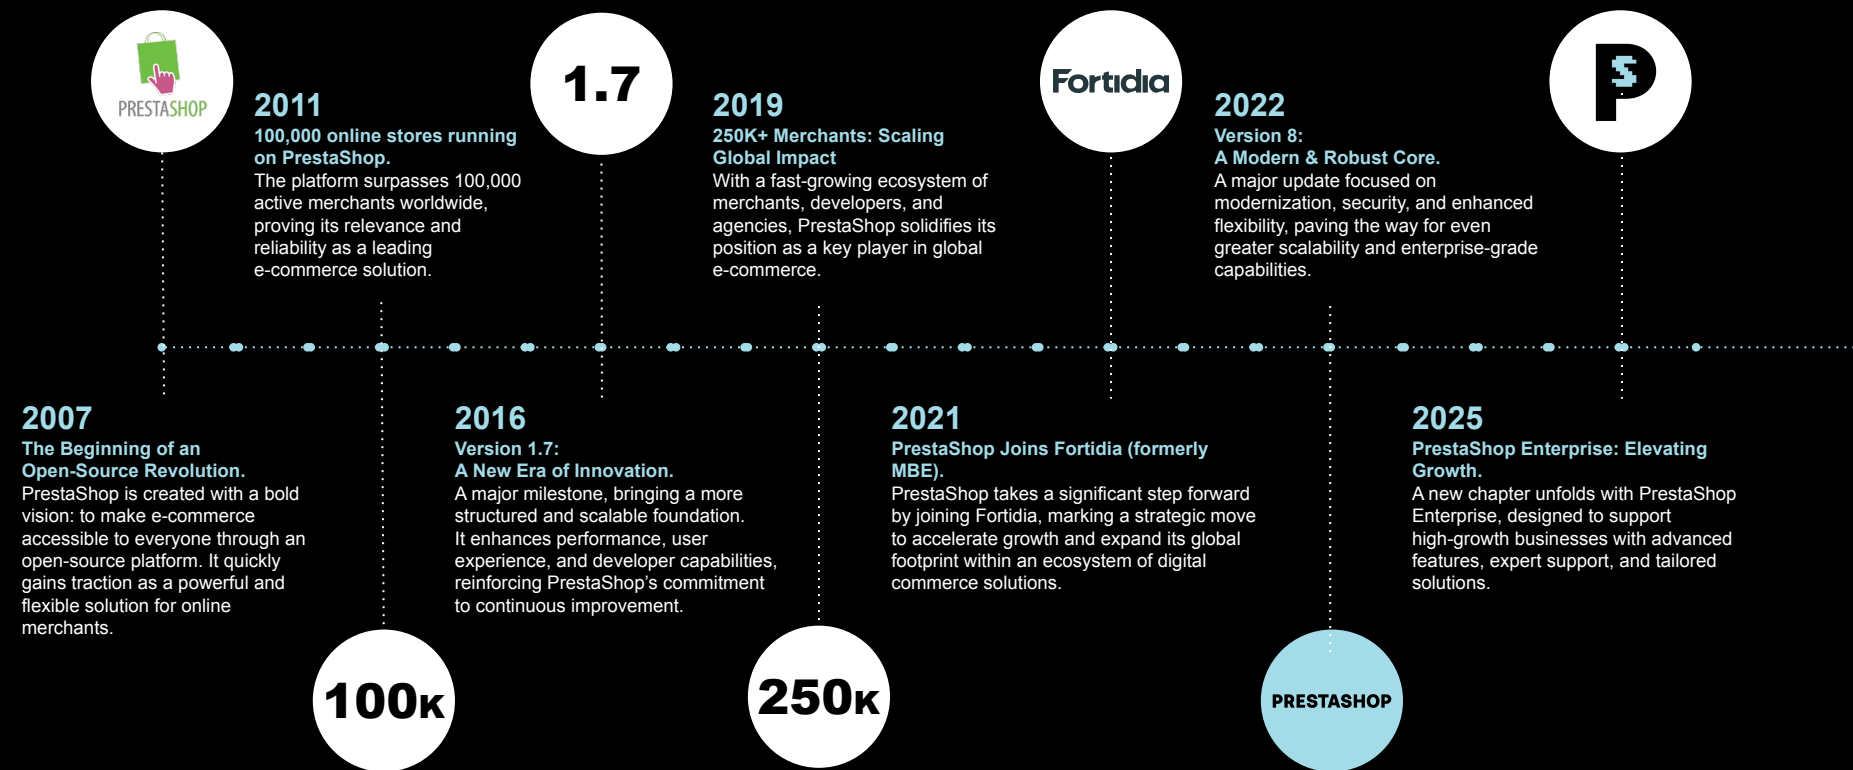 PRESTASHOP
2011
100,000 online stores running
on PrestaShop.
The platform surpasses 100,000
active merchants worldwide,
proving its relevance and
reliability as a leading
e-commerce solution.
1.7
2019
250K+ Merchants: Scaling
Global Impact
With a fast-growing ecosystem of
merchants, developers, and
agencies, PrestaShop solidifies its
position as a key player in global
e-commerce.
Fortidia
2022
Version 8:
A Modern & Robust Core.
A major update focused on
modernization, security, and enhanced
flexibility, paving the way for even
greater scalability and enterprise-grade
capabilities.
PS
2007
The Beginning of an
Open-Source Revolution.
PrestaShop is created with a bold
vision: to make e-commerce
accessible to everyone through an
open-source platform. It quickly
gains traction as a powerful and
flexible solution for online
merchants.
100K
2016
Version 1.7:
A New Era of Innovation.
A major milestone, bringing a more
structured and scalable foundation.
It enhances performance, user
experience, and developer capabilities,
reinforcing PrestaShop’s commitment
to continuous improvement.
250K
2021
PrestaShop Joins Fortidia (formerly
MBE).
PrestaShop takes a significant step forward
by joining Fortidia, marking a strategic move
to accelerate growth and expand its global
footprint within an ecosystem of digital
commerce solutions.
PRESTASHOP
2025
PrestaShop Enterprise: Elevating
Growth.
A new chapter unfolds with PrestaShop
Enterprise, designed to support
high-growth businesses with advanced
features, expert support, and tailored
solutions.